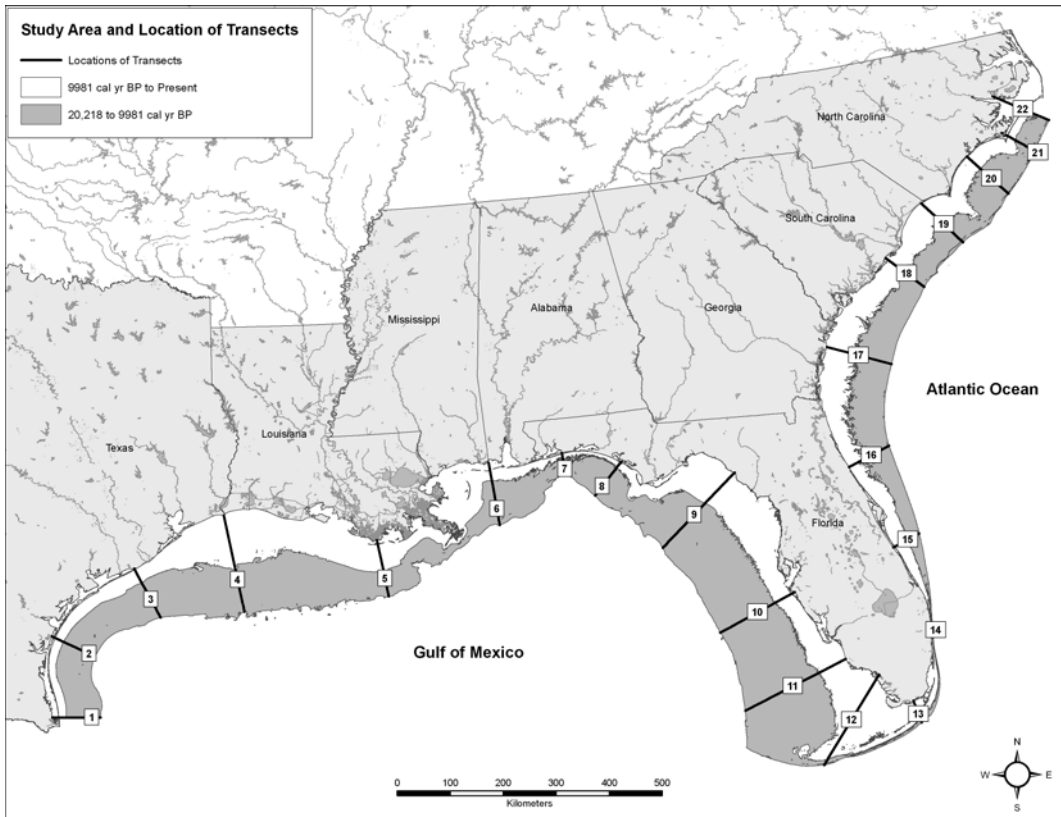 Study Area and Location of Transects
Locations of Transects
9981 cal yr BP to Present
20,218 to 9981 cal yr BP
22
North Carolina
21
20
South Carolina
19
18
Mississippi
Alabama
Georgia
17
Atlantic Ocean
Texas
Louisiana
16
7
8
6
9
Florida
15
5
4
3
10
14
2
Gulf of Mexico
11
1
12
13
N
W
E
S
0 100 200 300 400 500
Kilometers